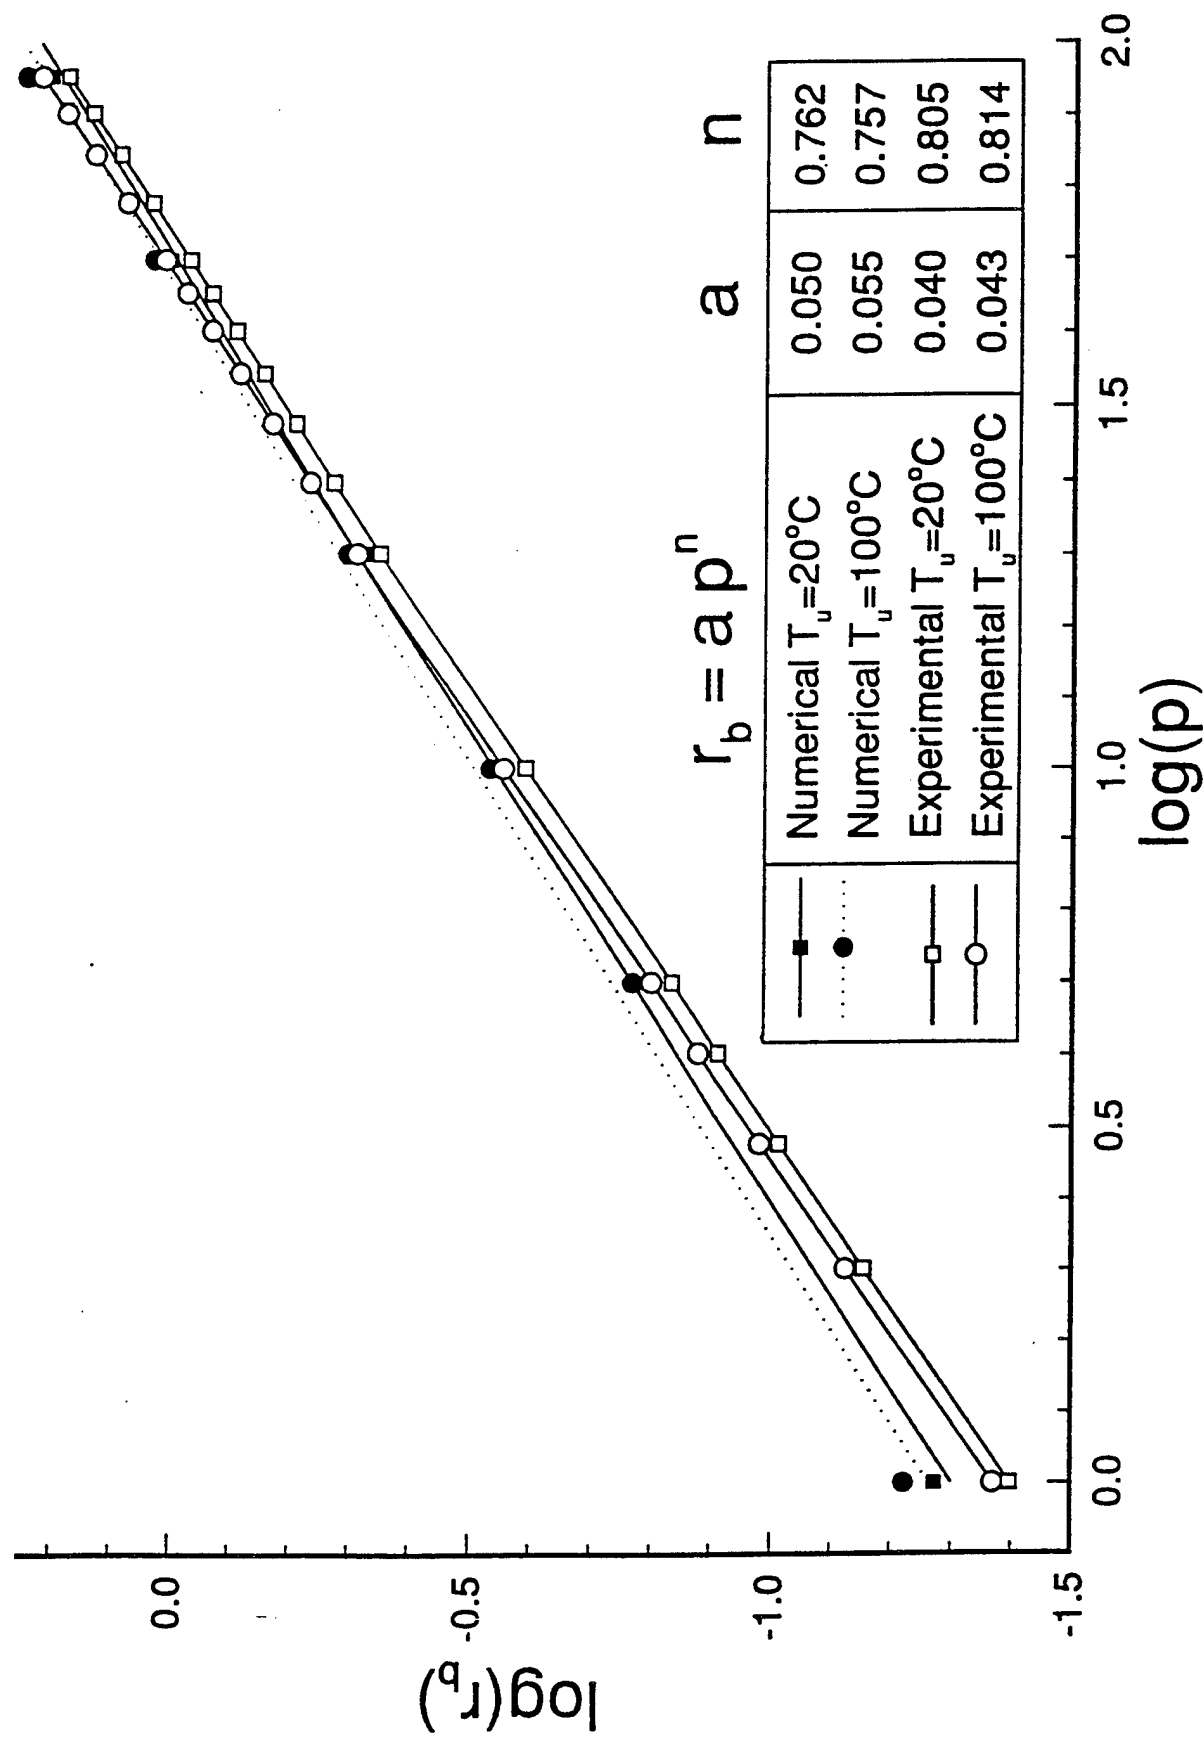 log(r_b)
0.0
-0.5
-1.0
-1.5
r_b = a p^n a n
Numerical T_u=20°C 0.050 0.762
Numerical T_u=100°C 0.055 0.757
Experimental T_u=20°C 0.040 0.805
Experimental T_u=100°C 0.043 0.814
0.0 0.5 1.0 1.5 2.0
log(p)